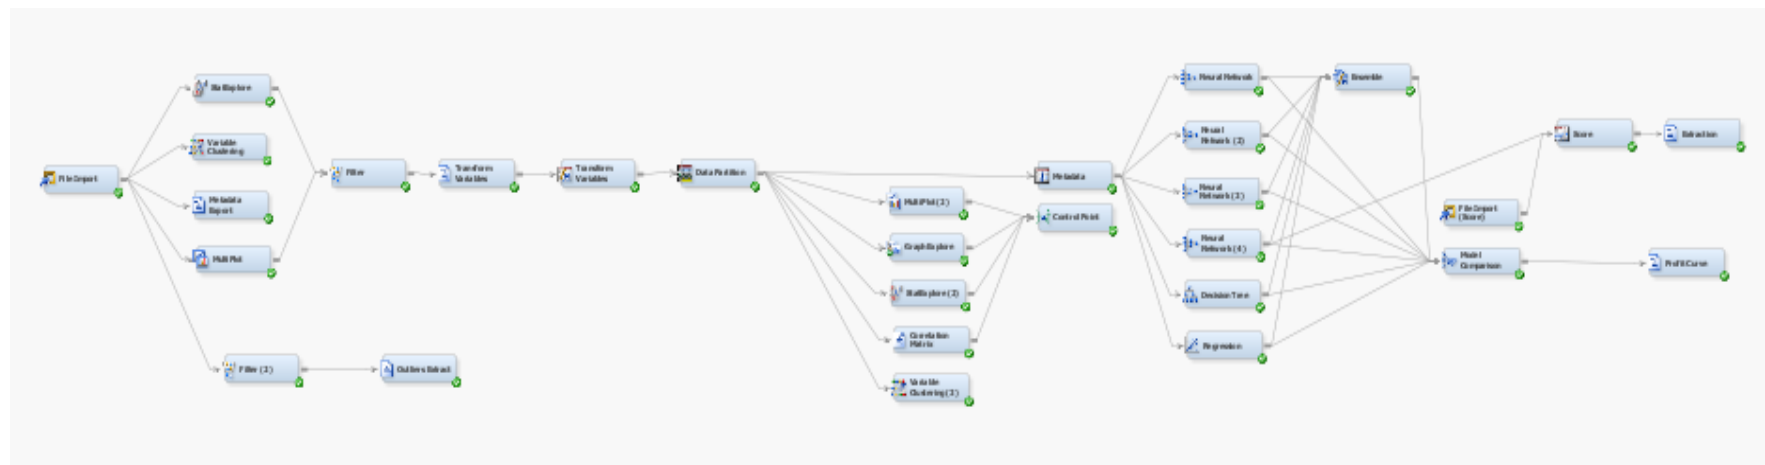 File Import
StatExplore
Variable
Clustering
Metadata
Export
MultiPlot
Filter (2)
Outliers Extract
Filter
Transform
Variables
Transform
Variables
Data Partition
MultiPlot (2)
Graph Explore
StatExplore (2)
Correlation
Matrix
Variable
Clustering (2)
Metadata
Control Point
Neural Network
Neural
Network (2)
Neural
Network (3)
Neural
Network (4)
Decision Tree
Regression
Ensemble
Score
Extraction
File Import
(Score)
Model
Comparison
Profit Curve